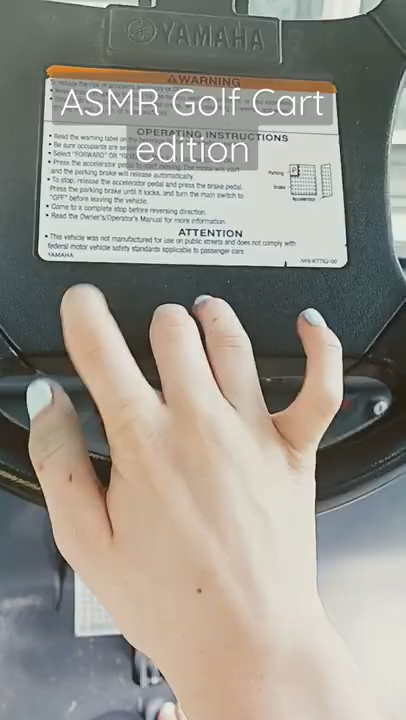 YAMAHA
WARNING
ASMR Golf Cart
edition
OPERATING INSTRUCTIONS
• Read the warning label on the
• Be sure occupants are
• Select "FORWARD" OR
• Press the accelerator pedal
and the parking brake will release automatically.
• To stop, release the accelerator pedal and press the brake pedal.
Press the parking brake until it locks, and turn the main switch to
"OFF" before leaving the vehicle.
• Come to a complete stop before reversing direction.
• Read the Owner's/Operator's Manual for more information.
Parking
Brake
Accelerator
ATTENTION
• This vehicle was not manufactured for use on public streets and does not comply with
federal motor vehicle safety standards applicable to passenger cars
YAMAHA